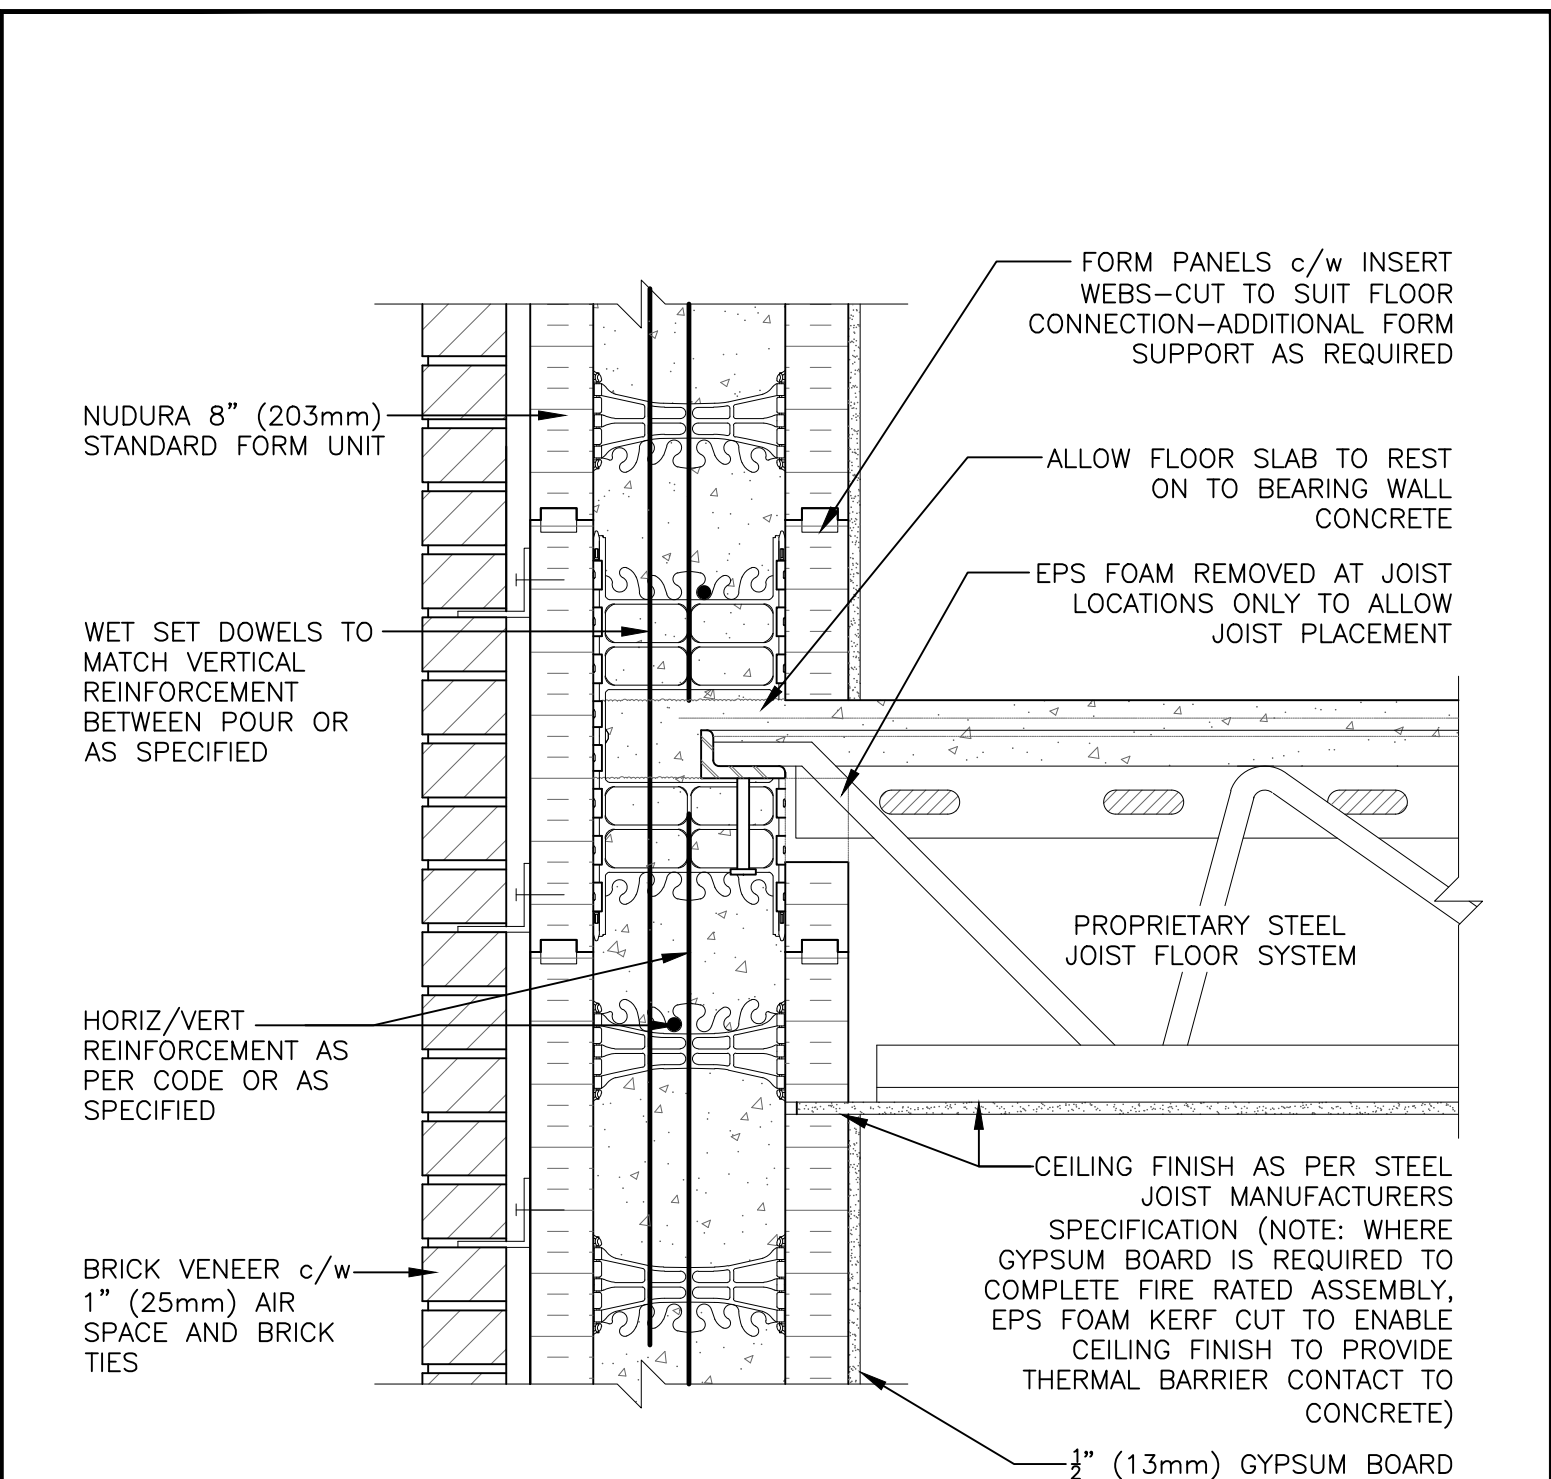 FORM PANELS c/w INSERT
WEBS-CUT TO SUIT FLOOR
CONNECTION-ADDITIONAL FORM
SUPPORT AS REQUIRED
NUDURA 8" (203mm)
STANDARD FORM UNIT
ALLOW FLOOR SLAB TO REST
ON TO BEARING WALL
CONCRETE
EPS FOAM REMOVED AT JOIST
LOCATIONS ONLY TO ALLOW
JOIST PLACEMENT
WET SET DOWELS TO
MATCH VERTICAL
REINFORCEMENT
BETWEEN POUR OR
AS SPECIFIED
PROPRIETARY STEEL
JOIST FLOOR SYSTEM
HORIZ/VERT
REINFORCEMENT AS
PER CODE OR AS
SPECIFIED
CEILING FINISH AS PER STEEL
JOIST MANUFACTURERS
SPECIFICATION (NOTE: WHERE
GYPSUM BOARD IS REQUIRED TO
COMPLETE FIRE RATED ASSEMBLY,
EPS FOAM KERF CUT TO ENABLE
CEILING FINISH TO PROVIDE
THERMAL BARRIER CONTACT TO
CONCRETE)
BRICK VENEER c/w
1" (25mm) AIR
SPACE AND BRICK
TIES
½" (13mm) GYPSUM BOARD